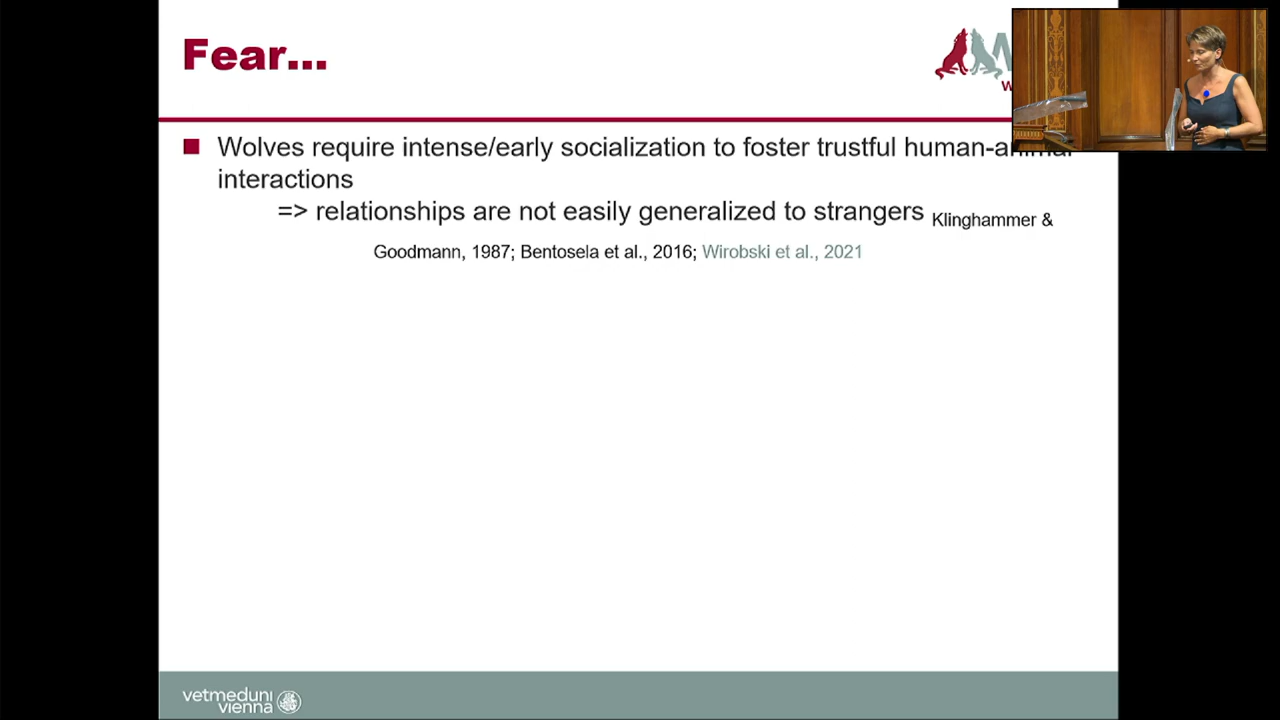 Fear...
W
Wolves require intense/early socialization to foster trustful human-animal
interactions
=> relationships are not easily generalized to strangers Klinghammer &
Goodmann, 1987; Bentosela et al., 2016; Wirobski et al., 2021
vetmeduni
vienna